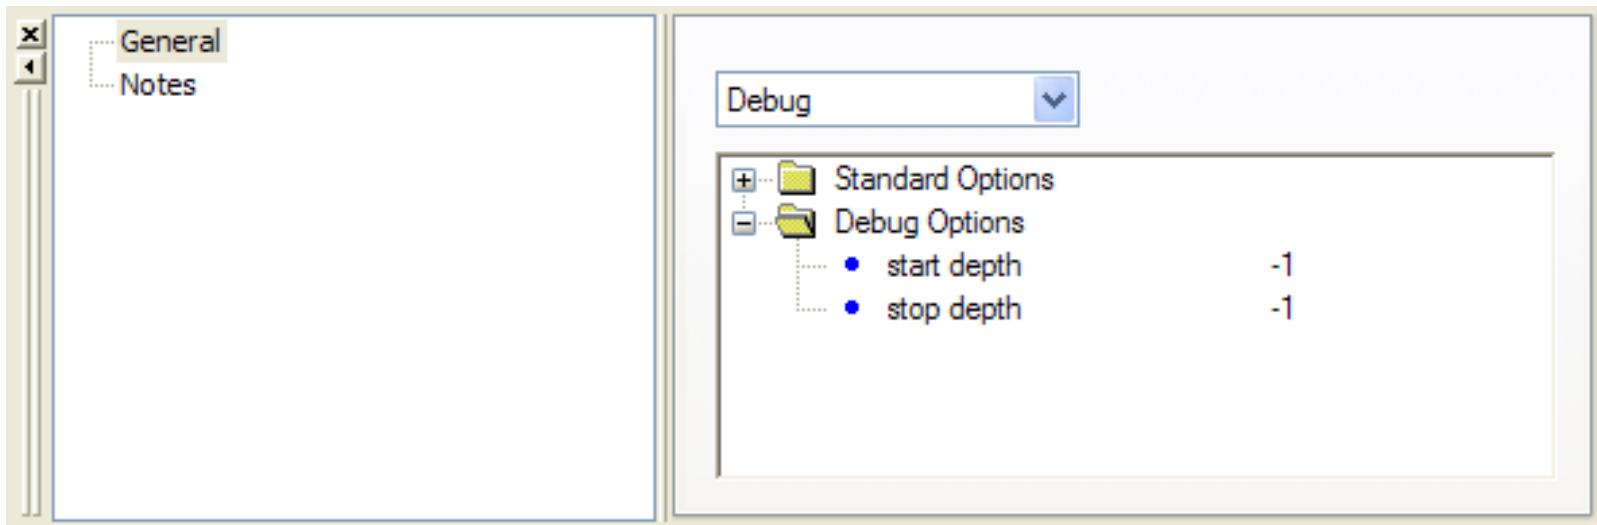 General
Notes
Debug
Standard Options
Debug Options
start depth -1
stop depth -1